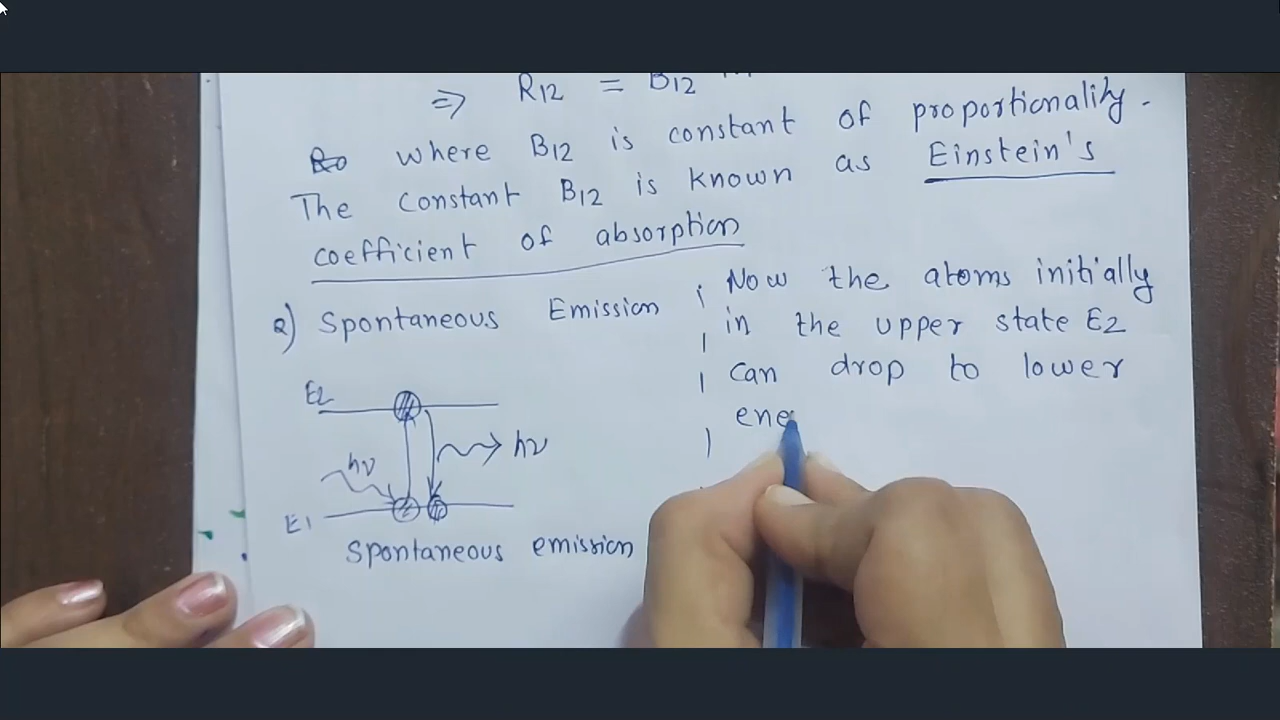 ⇒ R12 = B12
where B12 is constant of proportionality.
The constant B12 is known as Einstein's
coefficient of absorption
2) Spontaneous Emission
Now the atoms initially
in the upper state E2
can drop to lower
ene
E2
hν
hν
E1
Spontaneous emission